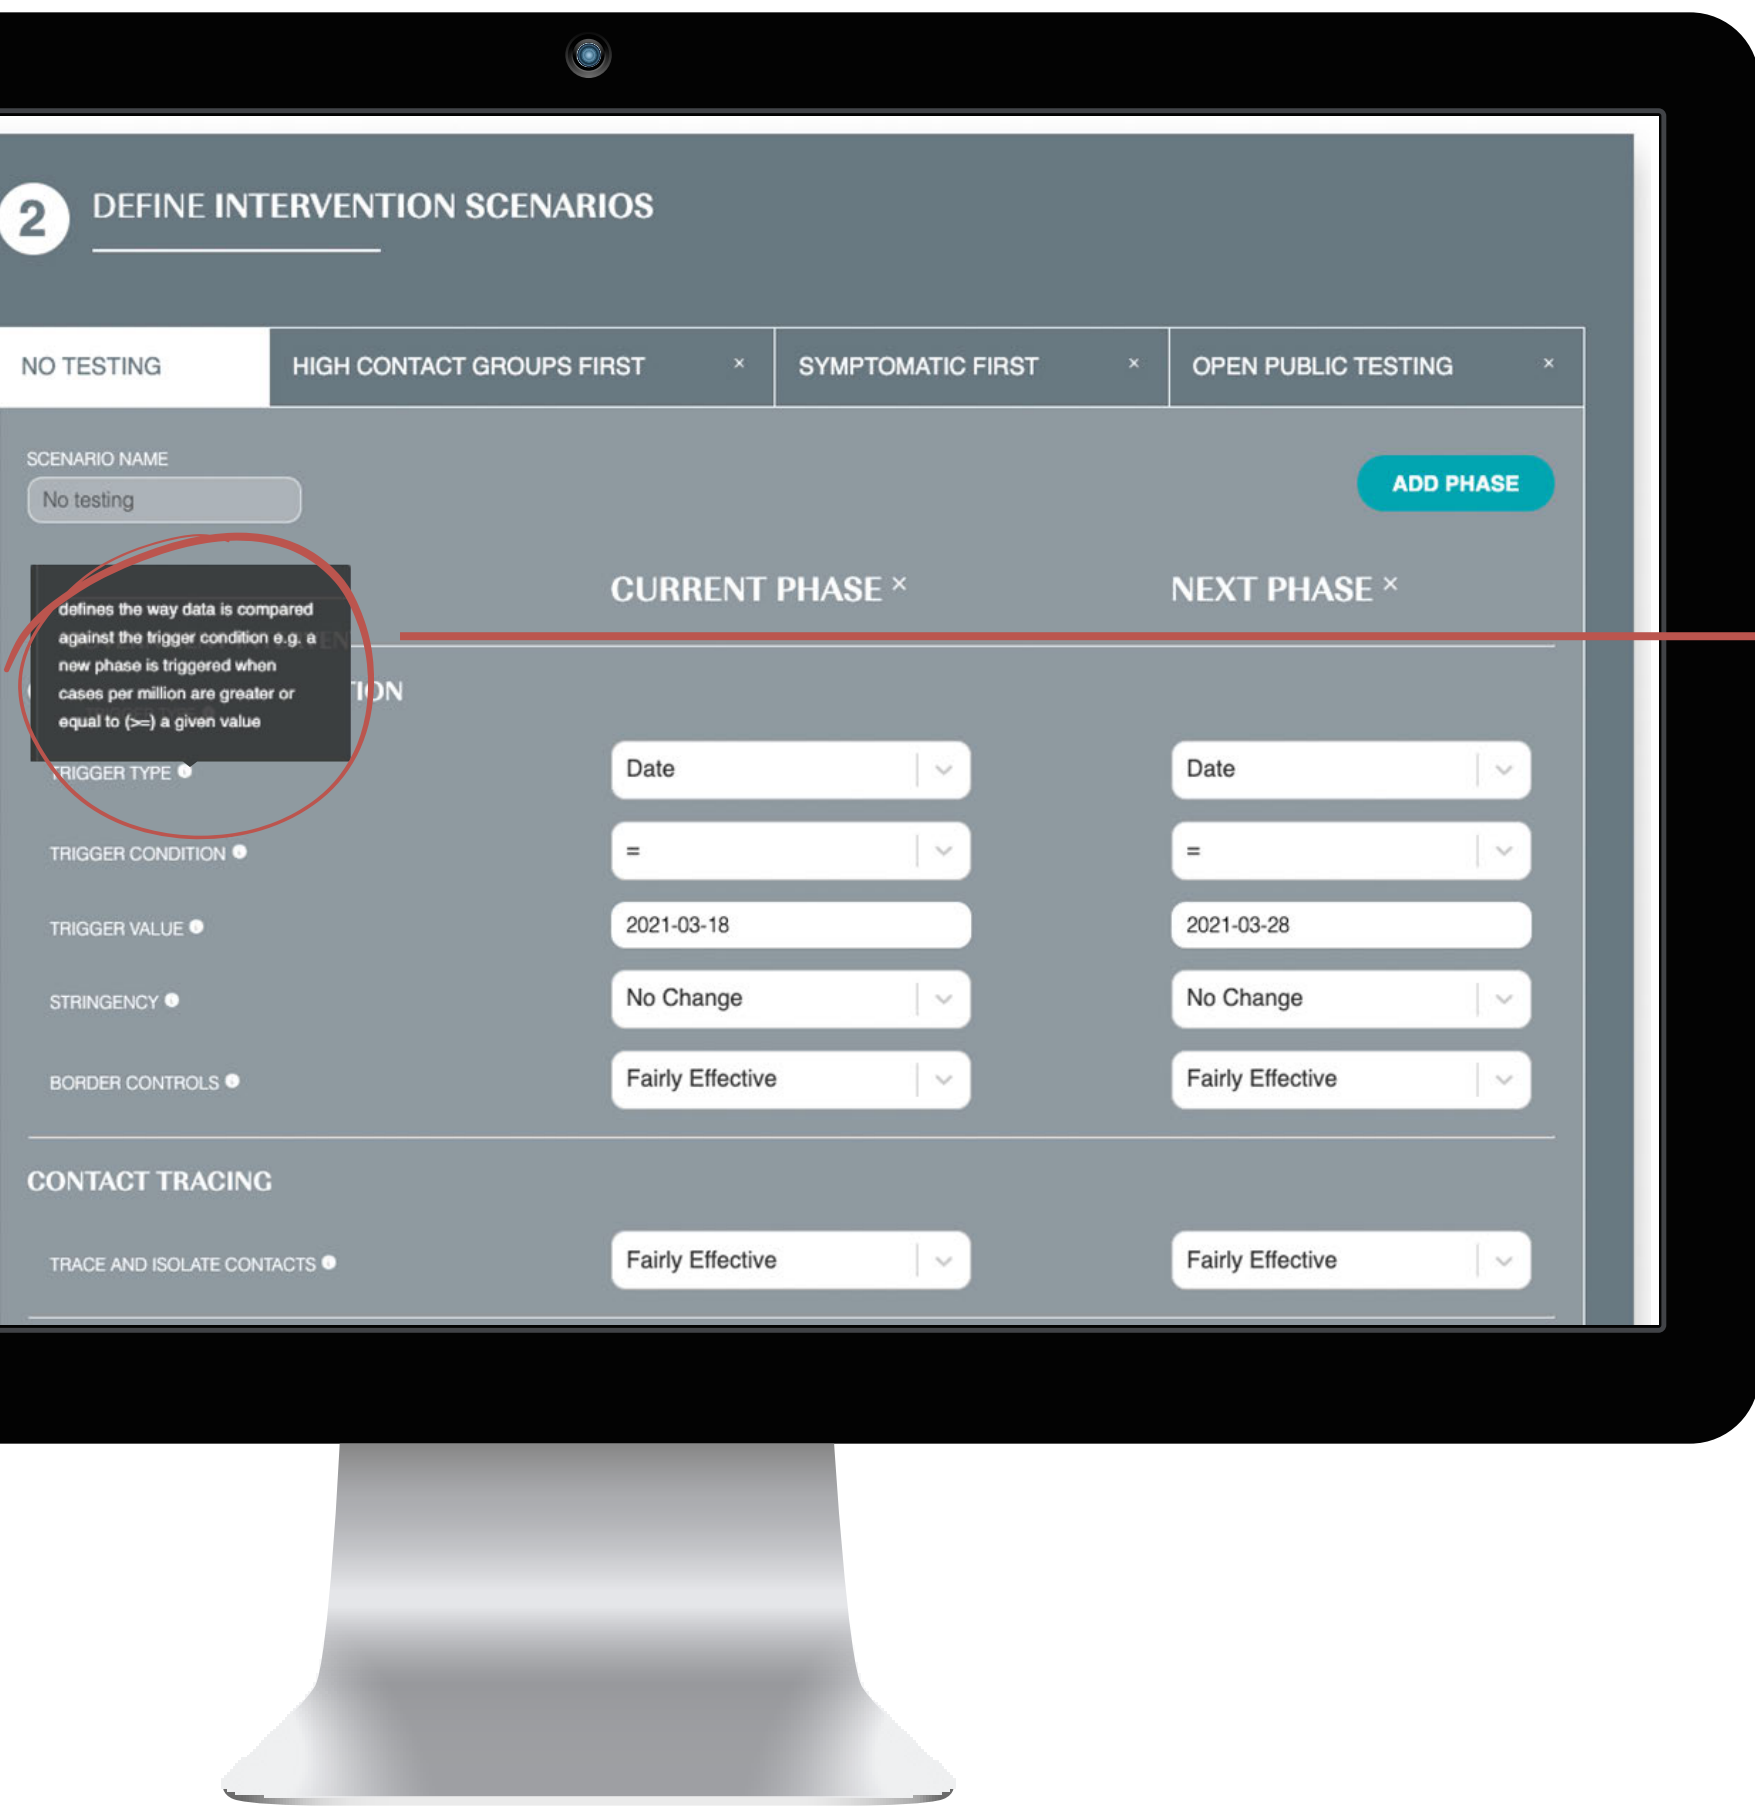 2 DEFINE INTERVENTION SCENARIOS
NO TESTING HIGH CONTACT GROUPS FIRST × SYMPTOMATIC FIRST × OPEN PUBLIC TESTING ×
SCENARIO NAME
No testing
ADD PHASE
CURRENT PHASE × NEXT PHASE ×
defines the way data is compared
against the trigger condition e.g. a
new phase is triggered when
cases per million are greater or
equal to (>=) a given value
TRIGGER TYPE Date Date
TRIGGER CONDITION = =
TRIGGER VALUE 2021-03-18 2021-03-28
STRINGENCY No Change No Change
BORDER CONTROLS Fairly Effective Fairly Effective
CONTACT TRACING
TRACE AND ISOLATE CONTACTS Fairly Effective Fairly Effective